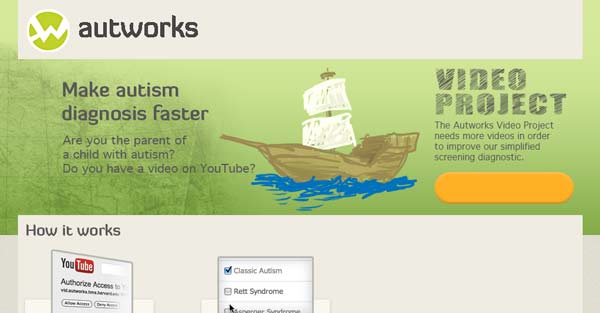 autworks
Make autism
diagnosis faster
Are you the parent of
a child with autism?
Do you have a video on YouTube?
VIDEO
PROJECT
The Autworks Video Project
needs more videos in order
to improve our simplified
screening diagnostic.
How it works
YouTube
Authorize Access to
vid.autworks.hms.harvard.edu
Allow Access Deny Access
Classic Autism
Rett Syndrome
Asperger Syndrome